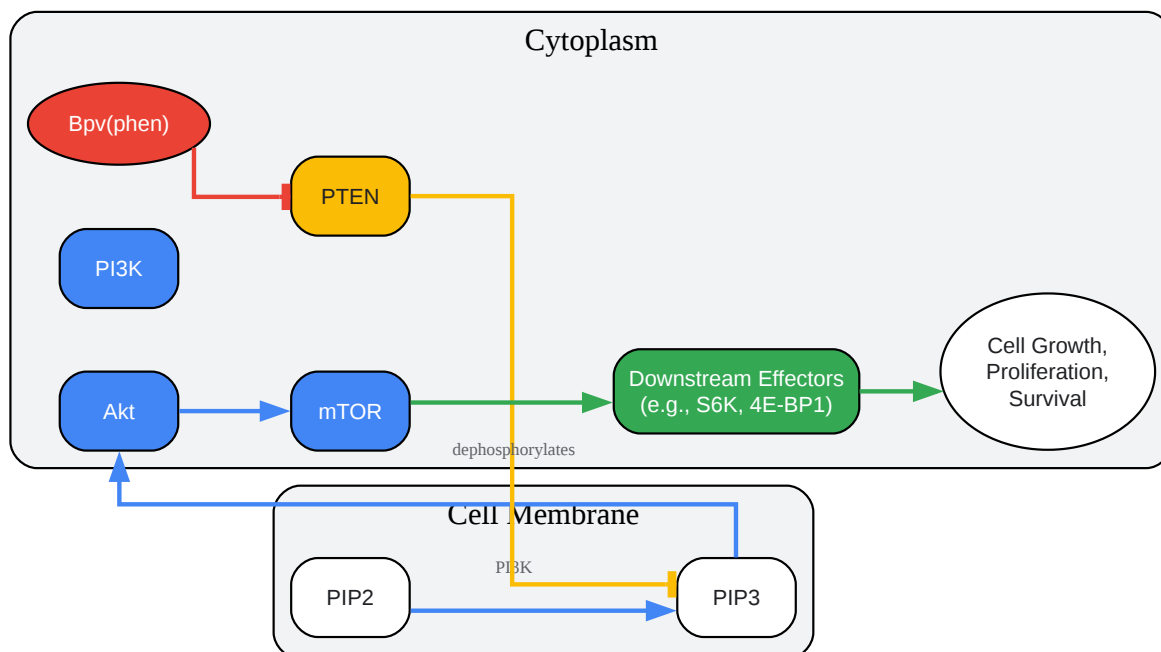 Cytoplasm
Bpv(phen)
PTEN
PI3K
Akt
mTOR
Downstream Effectors
(e.g., S6K, 4E-BP1)
Cell Growth,
Proliferation,
Survival
dephosphorylates
Cell Membrane
PI3K
PIP2
PIP3